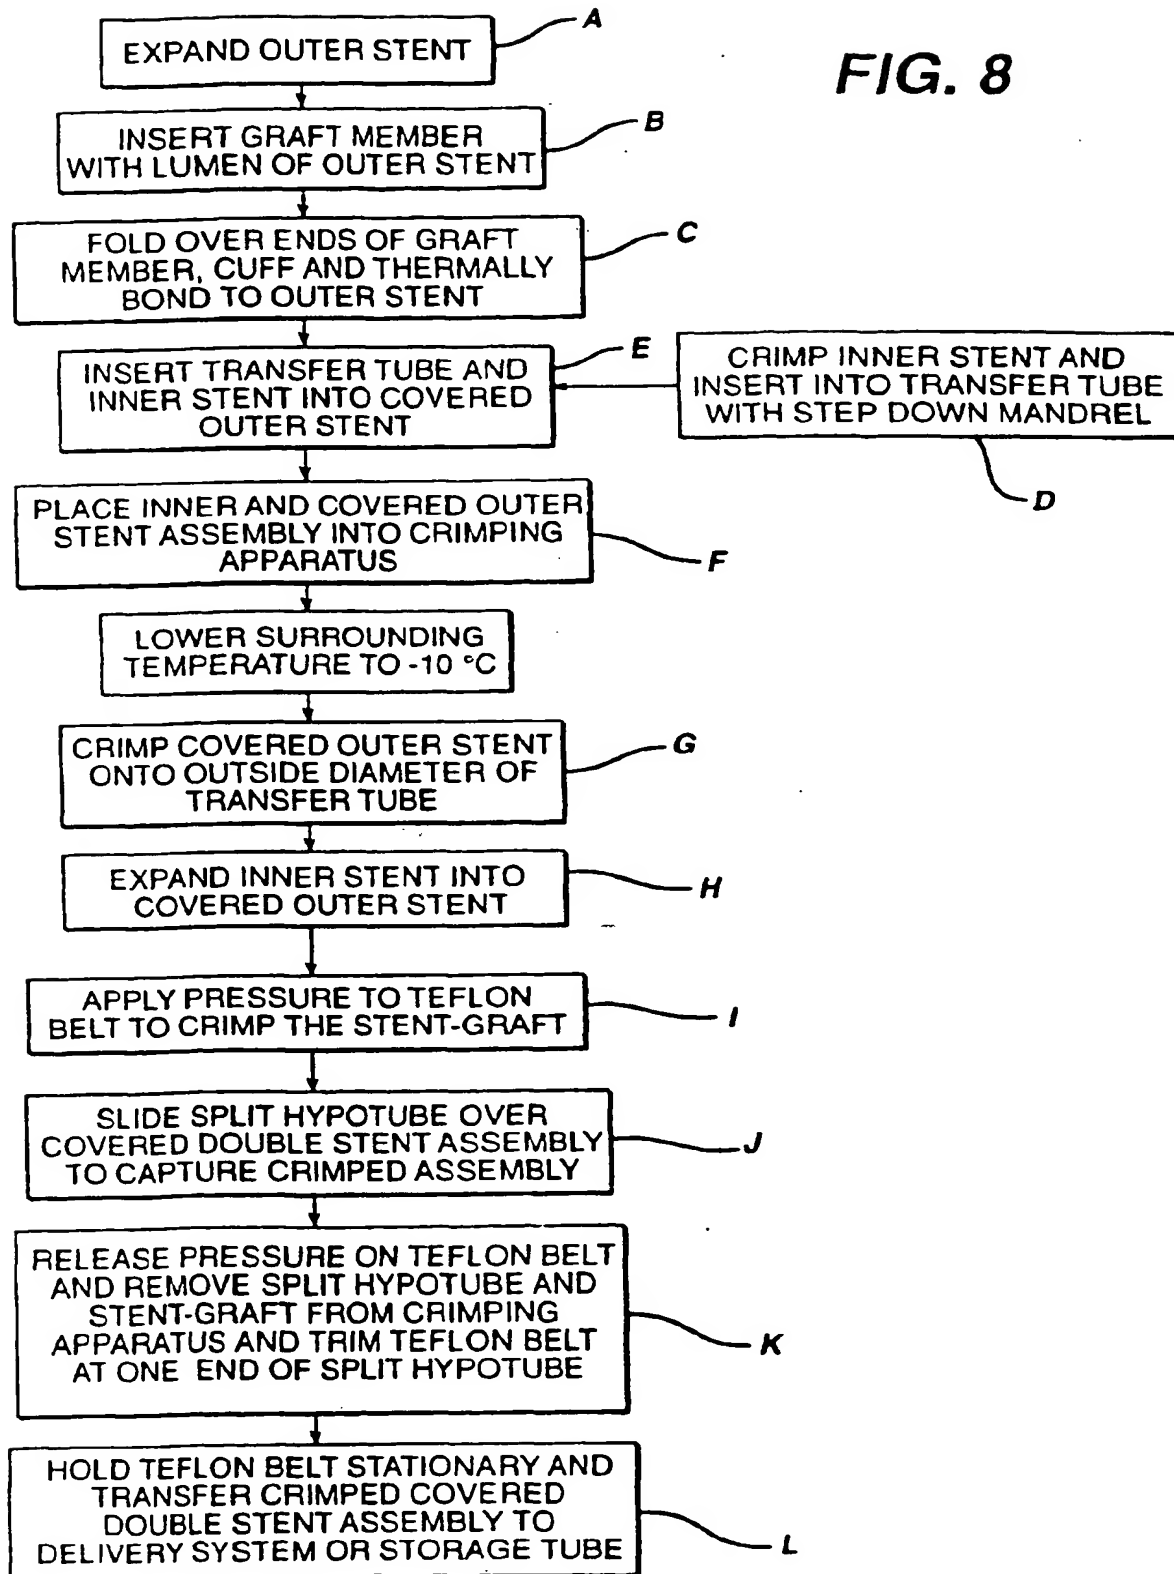 FIG. 8
EXPAND OUTER STENT
A
INSERT GRAFT MEMBER
WITH LUMEN OF OUTER STENT
B
FOLD OVER ENDS OF GRAFT
MEMBER, CUFF AND THERMALLY
BOND TO OUTER STENT
C
INSERT TRANSFER TUBE AND
INNER STENT INTO COVERED
OUTER STENT
E
CRIMP INNER STENT AND
INSERT INTO TRANSFER TUBE
WITH STEP DOWN MANDREL
D
PLACE INNER AND COVERED OUTER
STENT ASSEMBLY INTO CRIMPING
APPARATUS
F
LOWER SURROUNDING
TEMPERATURE TO -10 °C
CRIMP COVERED OUTER STENT
ONTO OUTSIDE DIAMETER OF
TRANSFER TUBE
G
EXPAND INNER STENT INTO
COVERED OUTER STENT
H
APPLY PRESSURE TO TEFLON
BELT TO CRIMP THE STENT-GRAFT
I
SLIDE SPLIT HYPOTUBE OVER
COVERED DOUBLE STENT ASSEMBLY
TO CAPTURE CRIMPED ASSEMBLY
J
RELEASE PRESSURE ON TEFLON BELT
AND REMOVE SPLIT HYPOTUBE AND
STENT-GRAFT FROM CRIMPING
APPARATUS AND TRIM TEFLON BELT
AT ONE END OF SPLIT HYPOTUBE
K
HOLD TEFLON BELT STATIONARY AND
TRANSFER CRIMPED COVERED
DOUBLE STENT ASSEMBLY TO
DELIVERY SYSTEM OR STORAGE TUBE
L